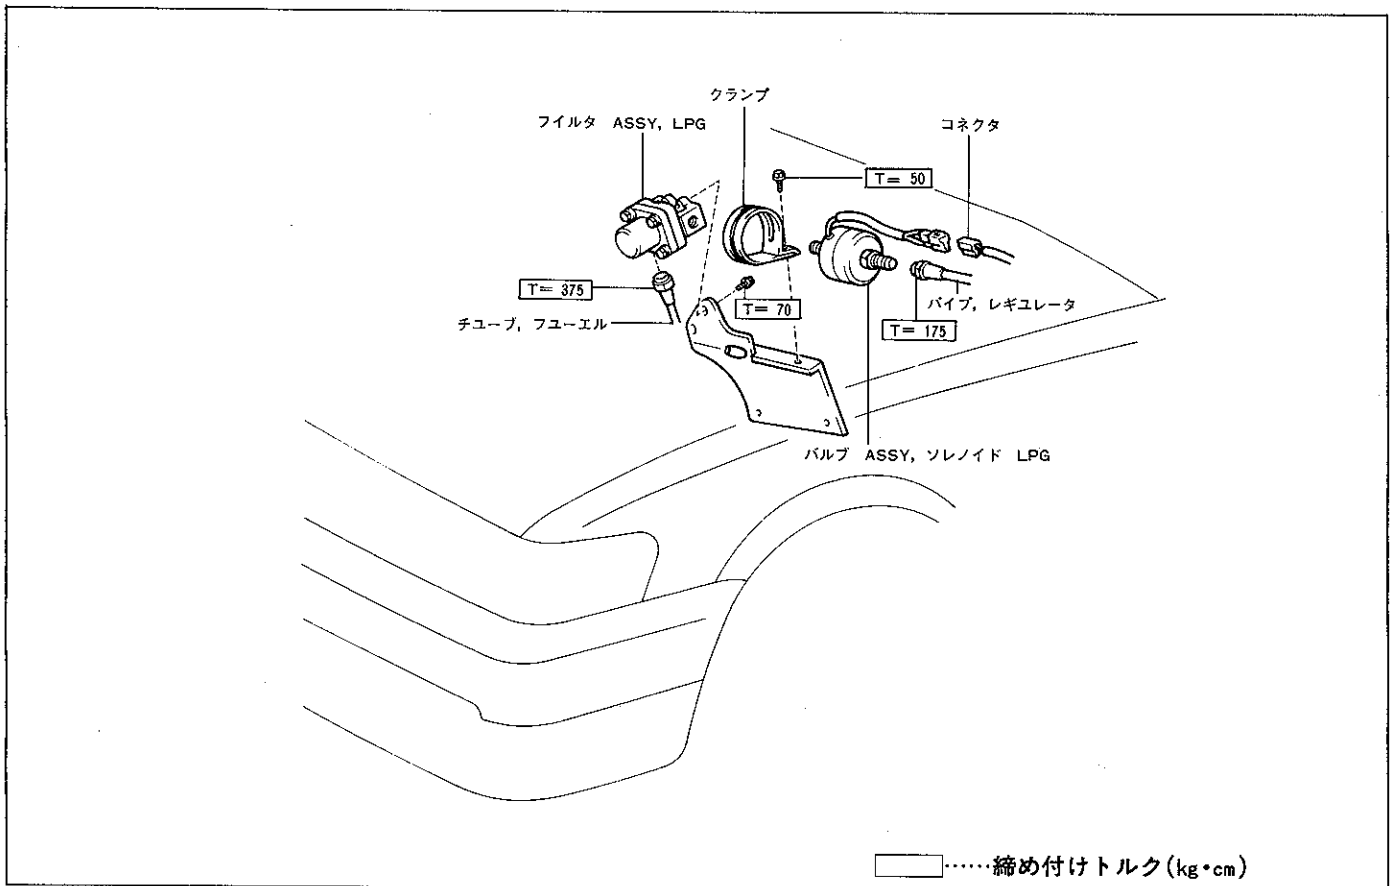 クランプ
フイルタ ASSY, LPG
コネクタ
T= 50
T= 375
T= 70
パイプ, レギユレータ
チユーブ, フユーエル
T= 175
バルブ ASSY, ソレノイド LPG
……締め付けトルク(kg・cm)